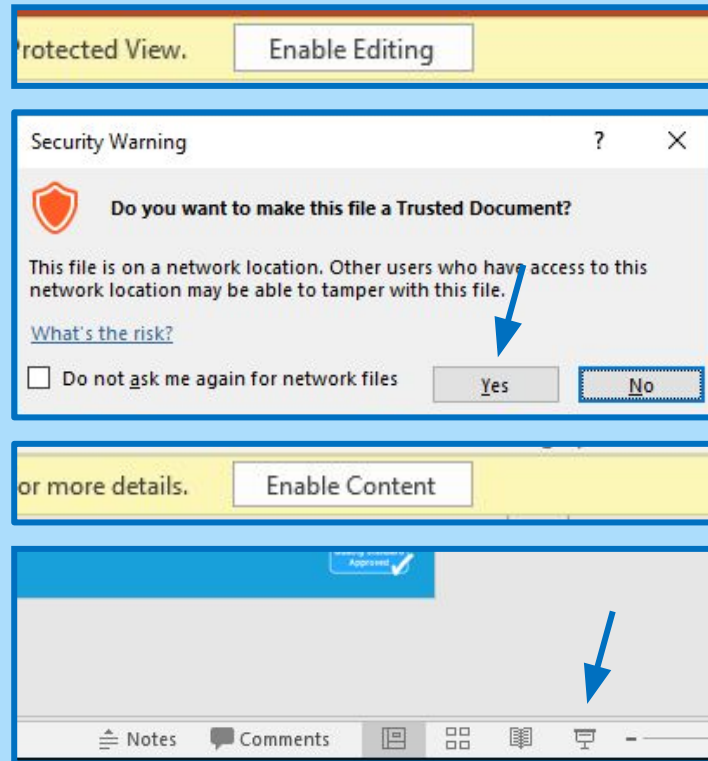 Protected View. Enable Editing
Security Warning ? X
Do you want to make this file a Trusted Document?
This file is on a network location. Other users who have access to this
network location may be able to tamper with this file.
What's the risk?
Do not ask me again for network files Yes No
or more details. Enable Content
Approved
Notes Comments